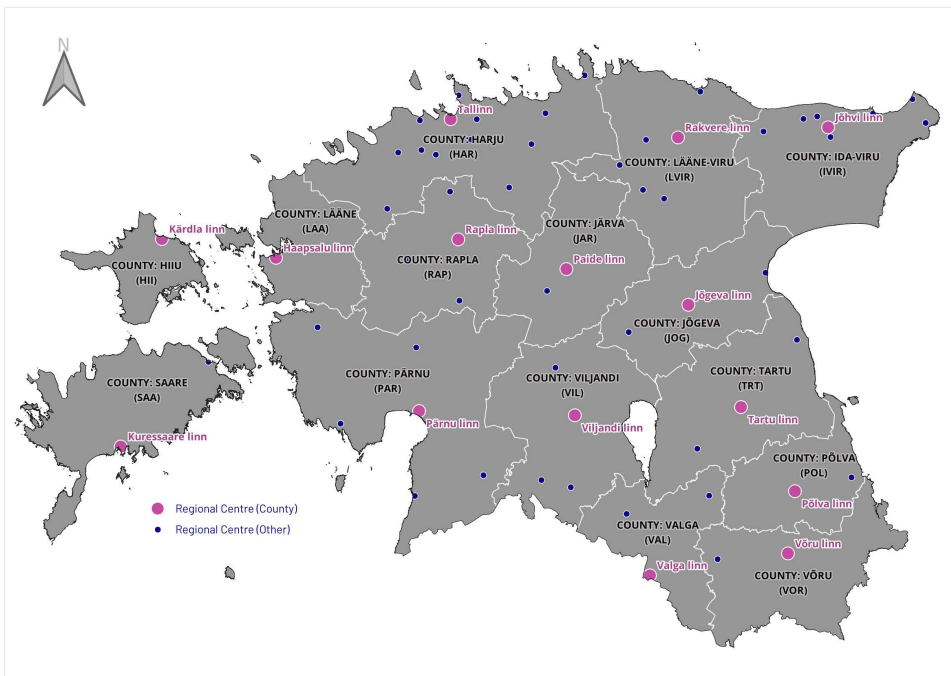 N
Tallinn
COUNTY: HARJU
(HAR)
Rakvere linn
COUNTY: LÄÄNE-VIRU
(LVIR)
Jõhvi linn
COUNTY: IDA-VIRU
(IVIR)
COUNTY: LÄÄNE
(LAA)
Haapsalu linn
Kärdla linn
COUNTY: HIIU
(HII)
Rapla linn
COUNTY: RAPLA
(RAP)
COUNTY: JÄRVA
(JAR)
Paide linn
Jõgeva linn
COUNTY: JÕGEVA
(JOG)
COUNTY: SAARE
(SAA)
Kuressaare linn
COUNTY: PÄRNU
(PAR)
Pärnu linn
COUNTY: VILJANDI
(VIL)
Viljandi linn
COUNTY: TARTU
(TRT)
Tartu linn
COUNTY: PÕLVA
(POL)
Põlva linn
COUNTY: VALGA
(VAL)
Valga linn
Võru linn
COUNTY: VÕRU
(VOR)
Regional Centre (County)
Regional Centre (Other)